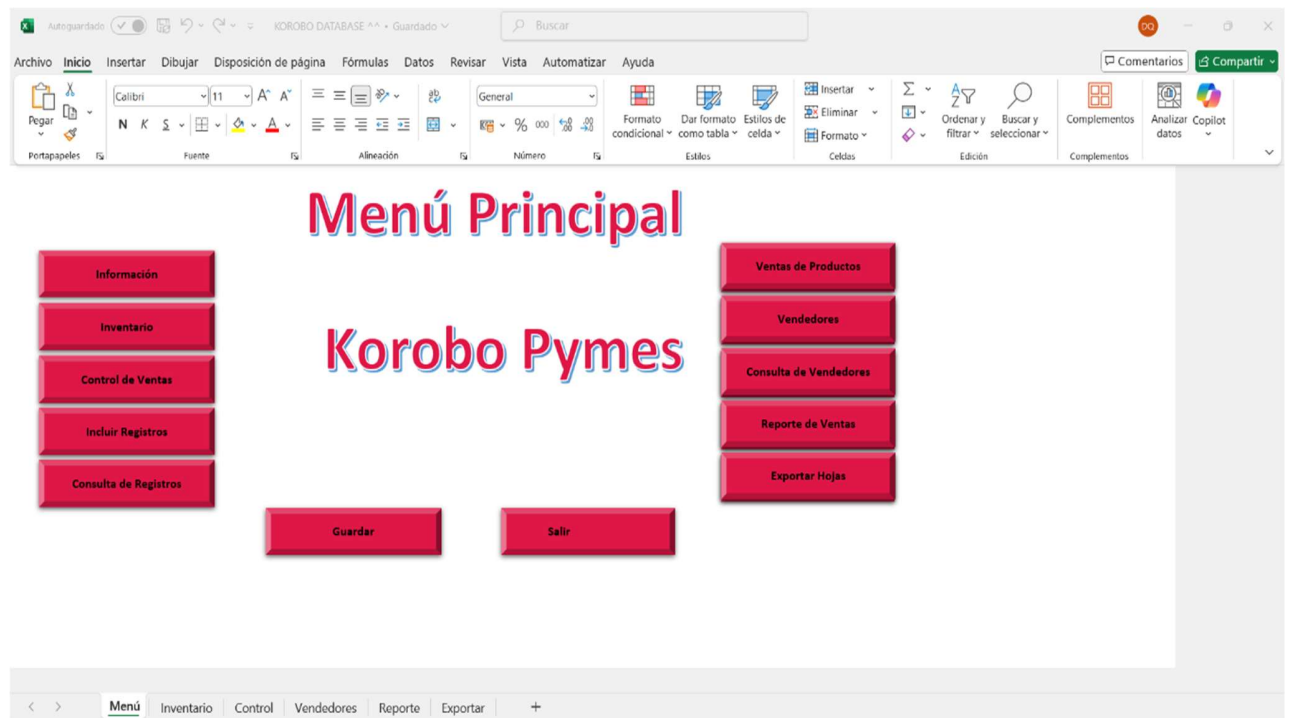 Autoguardado KOROBO DATABASE ^^ • Guardado Buscar DQ
Archivo Inicio Insertar Dibujar Disposición de página Fórmulas Datos Revisar Vista Automatizar Ayuda Comentarios Compartir
Pegar
Portapapeles
Calibri 11
N K S
Fuente
Alineación
General
% 000
Número
Formato condicional
Dar formato como tabla
Estilos de celda
Estilos
Insertar
Eliminar
Formato
Celdas
Ordenar y filtrar
Buscar y seleccionar
Edición
Complementos
Complementos
Analizar datos
Copilot
Menú Principal
Korobo Pymes
Información
Inventario
Control de Ventas
Incluir Registros
Consulta de Registros
Ventas de Productos
Vendedores
Consulta de Vendedores
Reporte de Ventas
Exportar Hojas
Guardar
Salir
Menú Inventario Control Vendedores Reporte Exportar +